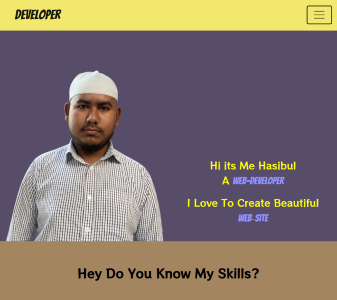 DEVELOPER
Hi its Me Hasibul
A WEB-DEVELOPER
I Love To Create Beautiful
WEB-SITE
Hey Do You Know My Skills?